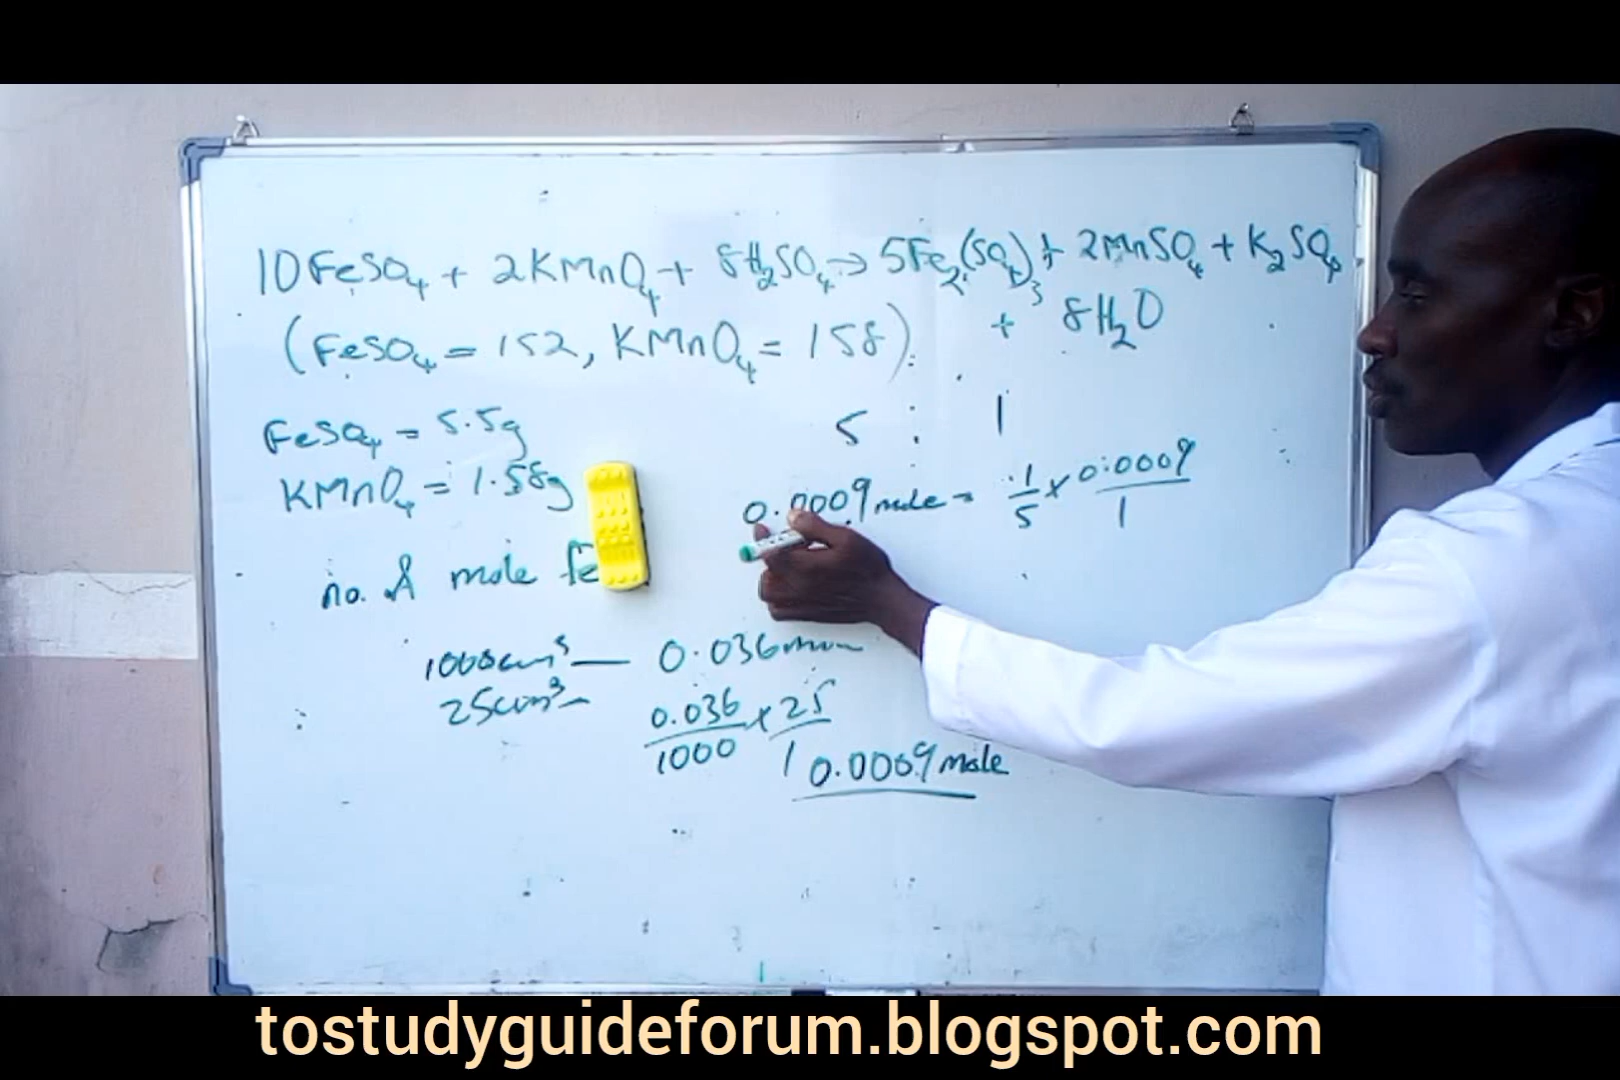 10FeSO₄ + 2KMnO₄ + 8H₂SO₄ → 5Fe₂(SO₄)₃ + 2MnSO₄ + K₂SO₄
+ 8H₂O
(FeSO₄ = 152, KMnO₄ = 158)
FeSO₄ = 5.5g
KMnO₄ = 1.58g
5 : 1
0.0009 mole = 1/5 x 0.0009/1
no. of mole Fe
1000cm³ — 0.036
25cm³ –
0.036/1000 x 25/1
0.0009 mole
tostudyguideforum.blogspot.com